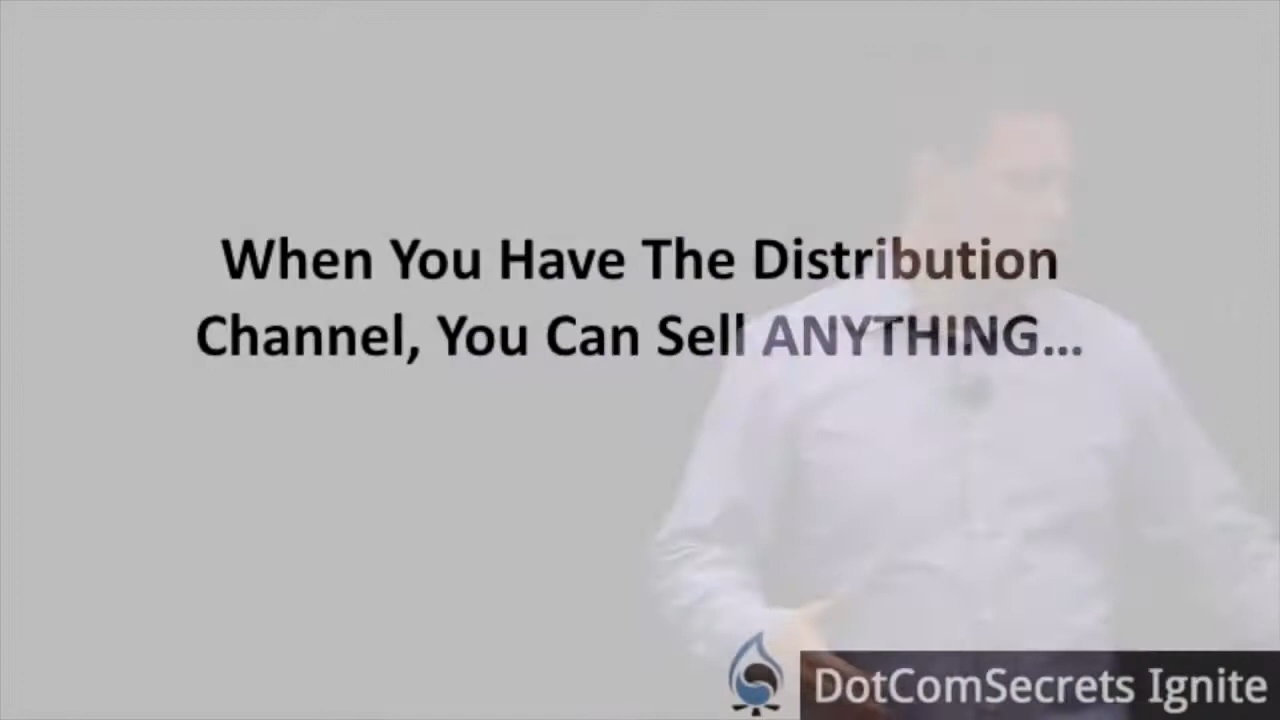 When You Have The Distribution
Channel, You Can Sell ANYTHING...
DotComSecrets Ignite